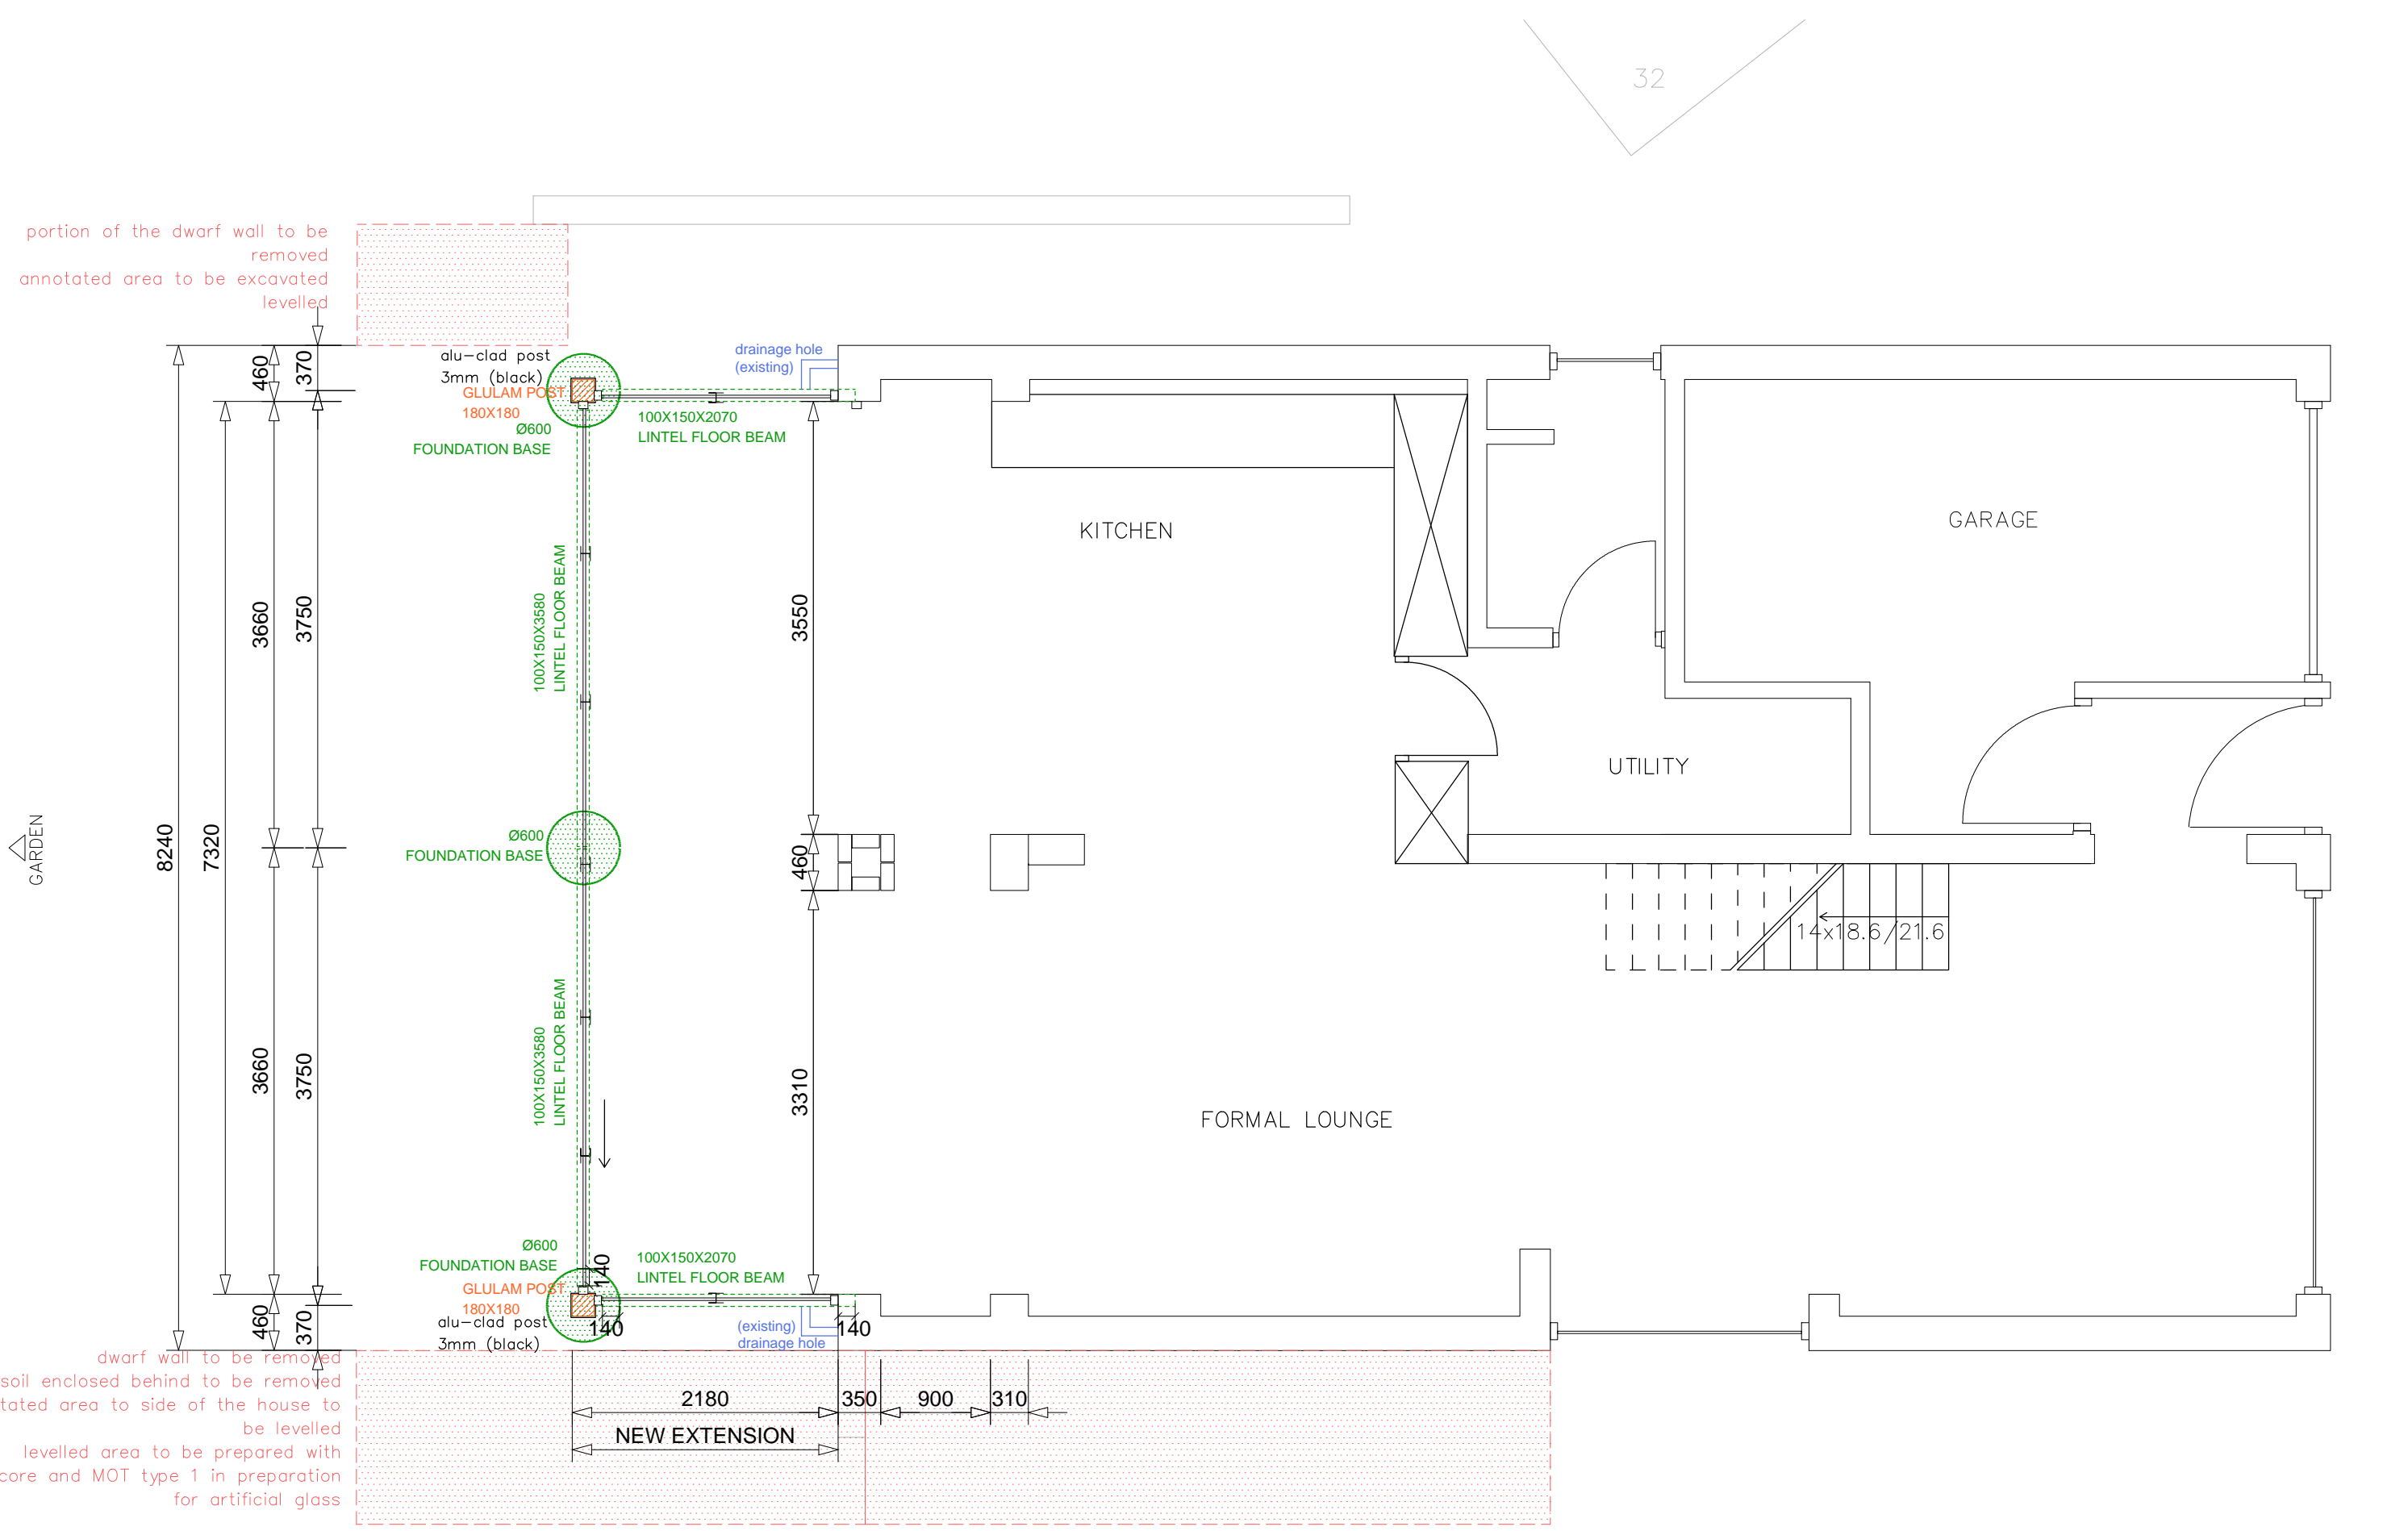 32
portion of the dwarf wall to be
removed
annotated area to be excavated
levelled
alu-clad post
3mm (black)
GLULAM POST
180X180
Ø600
FOUNDATION BASE
drainage hole
(existing)
100X150X2070
LINTEL FLOOR BEAM
460
370
3660
3750
8240
7320
3660
3750
460
370
GARDEN
100X150X3580
LINTEL FLOOR BEAM
Ø600
FOUNDATION BASE
100X150X3580
LINTEL FLOOR BEAM
3550
460
3310
KITCHEN
GARAGE
UTILITY
14x18.6/21.6
FORMAL LOUNGE
Ø600
FOUNDATION BASE
GLULAM POST
180X180
alu-clad post
3mm (black)
140
140
140
100X150X2070
LINTEL FLOOR BEAM
(existing)
drainage hole
dwarf wall to be removed
soil enclosed behind to be removed
tated area to side of the house to
be levelled
levelled area to be prepared with
core and MOT type 1 in preparation
for artificial glass
2180
350
900
310
NEW EXTENSION